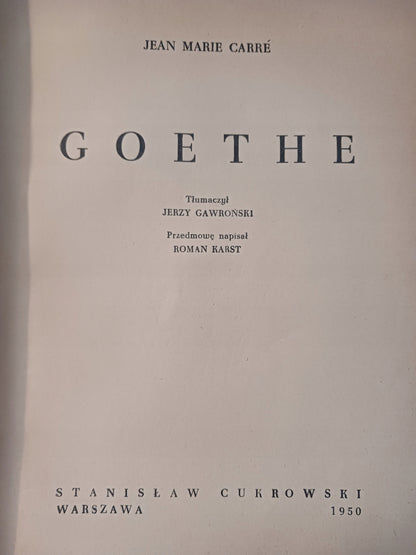 JEAN MARIE CARRÉ
GOETHE
Tłumaczył
JERZY GAWROŃSKI
Przedmowę napisał
ROMAN KARST
STANISŁAW CUKROWSKI
WARSZAWA 1950